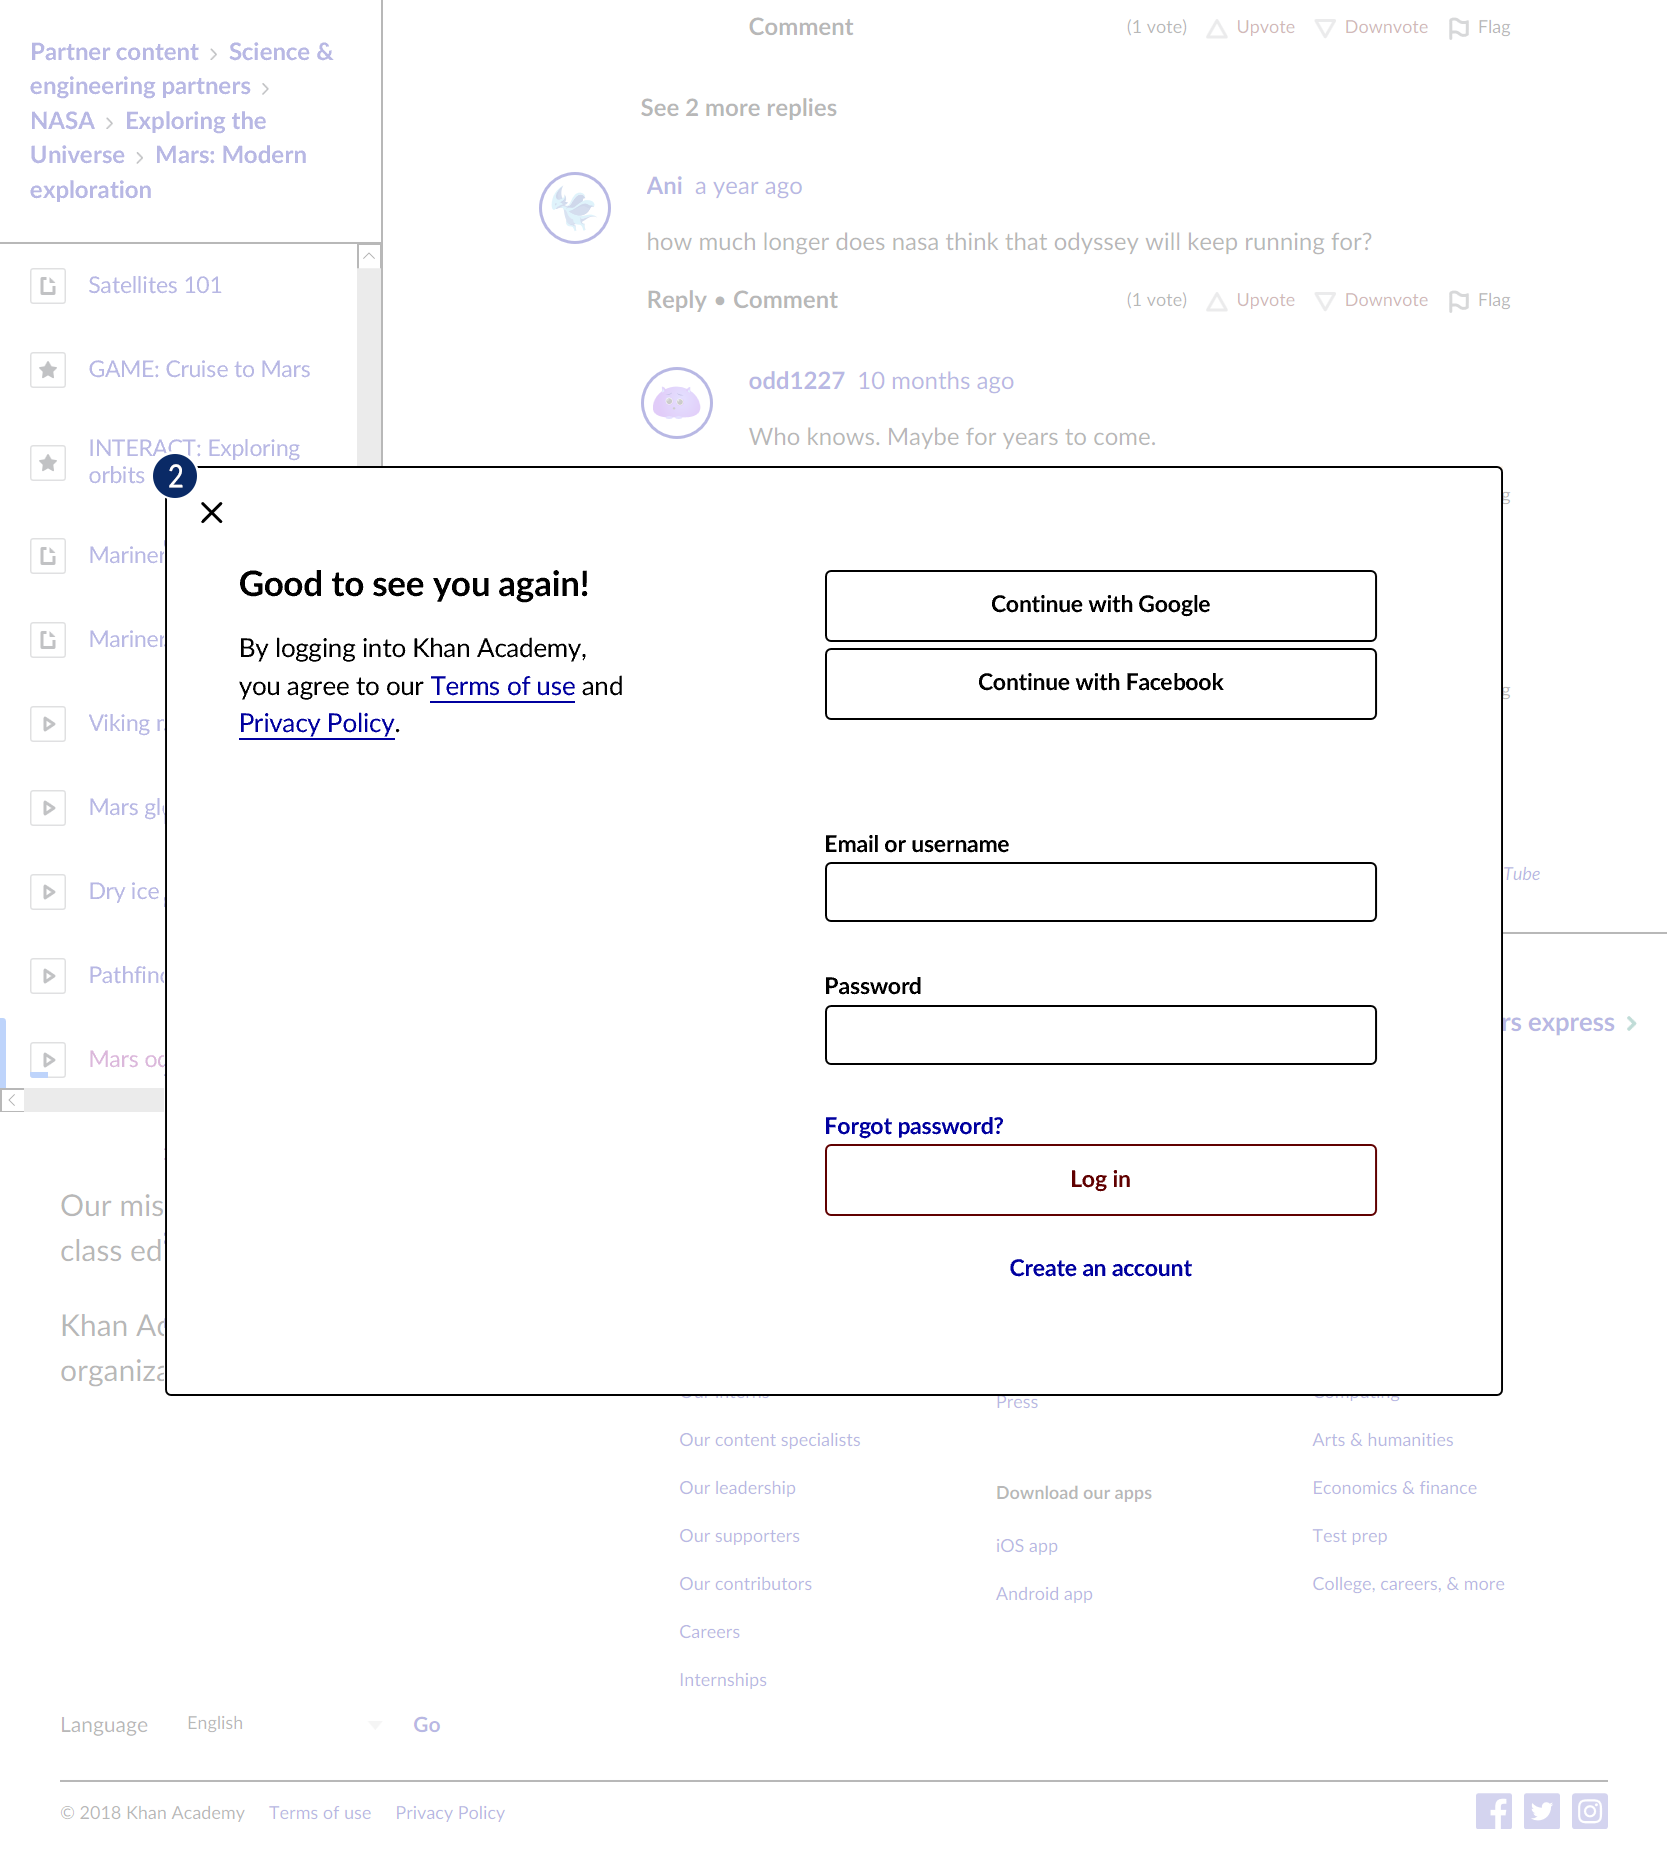 Partner content › Science &
engineering partners ›
NASA › Exploring the
Universe › Mars: Modern
exploration
Satellites 101
GAME: Cruise to Mars
INTERACT: Exploring
orbits
Mariner
Mariner
Viking
Mars
Dry ice
Pathfin
Mars
Comment
(1 vote) Upvote Downvote Flag
See 2 more replies
Ani a year ago
how much longer does nasa think that odyssey will keep running for?
Reply • Comment (1 vote) Upvote Downvote Flag
odd1227 10 months ago
Who knows. Maybe for years to come.
2
Good to see you again!
By logging into Khan Academy,
you agree to our Terms of use and
Privacy Policy.
Continue with Google
Continue with Facebook
Email or username
Password
Forgot password?
Log in
Create an account
Tube
rs express
Our mis
class ed
Khan
organiza
Our content specialists
Our leadership
Our supporters
Our contributors
Careers
Internships
Press
Download our apps
iOS app
Android app
Arts & humanities
Economics & finance
Test prep
College, careers, & more
Language English Go
© 2018 Khan Academy Terms of use Privacy Policy